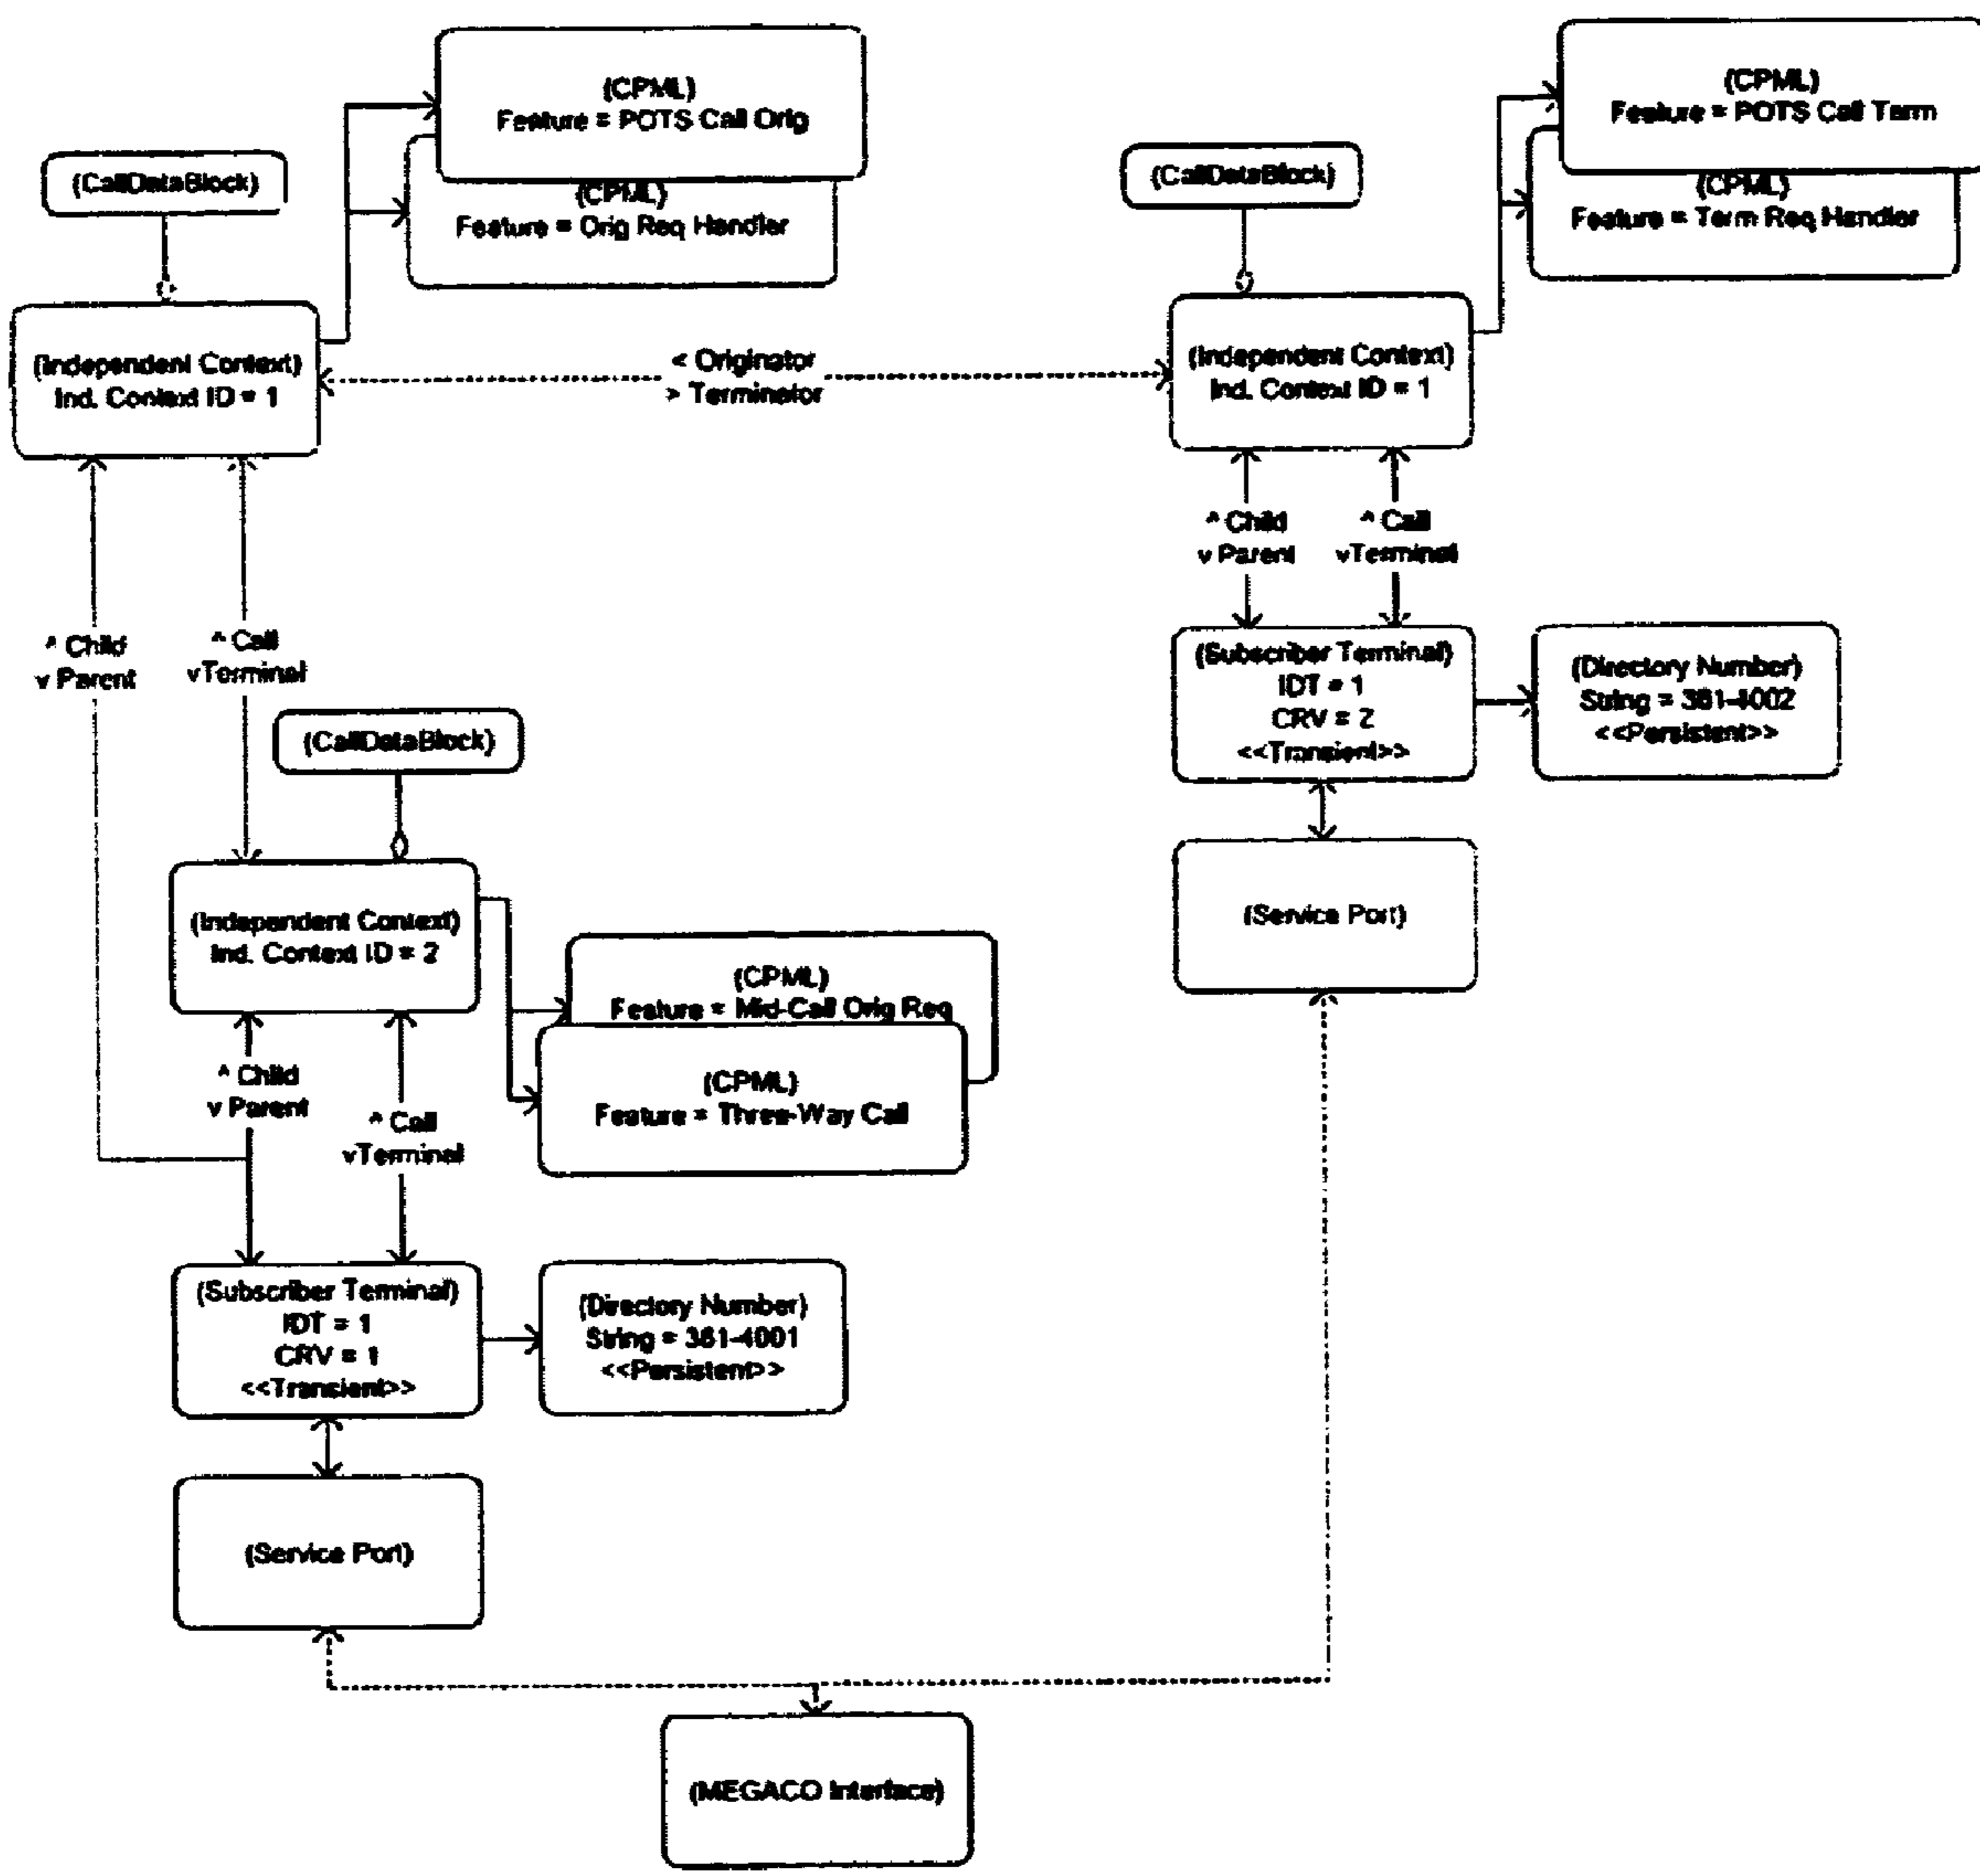 (CPML)
Feature = POTS Call Orig
(CPML)
Feature = Orig Req Handler
(CallDataBlock)
(Independent Context)
Ind. Context ID = 1
< Originator
> Terminator
(CPML)
Feature = POTS Call Term
(CPML)
Feature = Term Req Handler
(CallDataBlock)
(Independent Context)
Ind. Context ID = 1
^ Child
v Parent
^ Call
vTerminal
^ Child
v Parent
^ Call
vTerminal
(Subscriber Terminal)
IDT = 1
CRV = 2
<<Transient>>
(Directory Number)
String = 381-4002
<<Persistent>>
(Service Port)
(CallDataBlock)
(Independent Context)
Ind. Context ID = 2
(CPML)
Feature = Mid-Call Orig Req
(CPML)
Feature = Three-Way Call
^ Child
v Parent
^ Call
vTerminal
(Subscriber Terminal)
IDT = 1
CRV = 1
<<Transient>>
(Directory Number)
String = 381-4001
<<Persistent>>
(Service Port)
(MEGACO Interface)